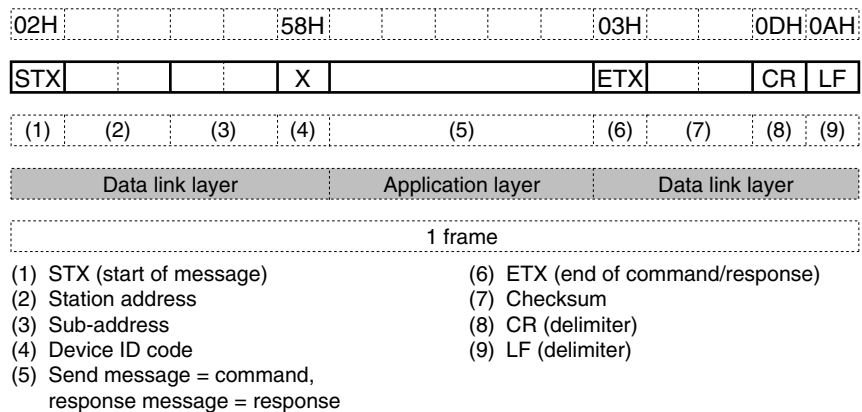 02H 58H 03H 0DH 0AH
STX X ETX CR LF
(1) (2) (3) (4) (5) (6) (7) (8) (9)
Data link layer Application layer Data link layer
1 frame
(1) STX (start of message)
(2) Station address
(3) Sub-address
(4) Device ID code
(5) Send message = command,
response message = response
(6) ETX (end of command/response)
(7) Checksum
(8) CR (delimiter)
(9) LF (delimiter)